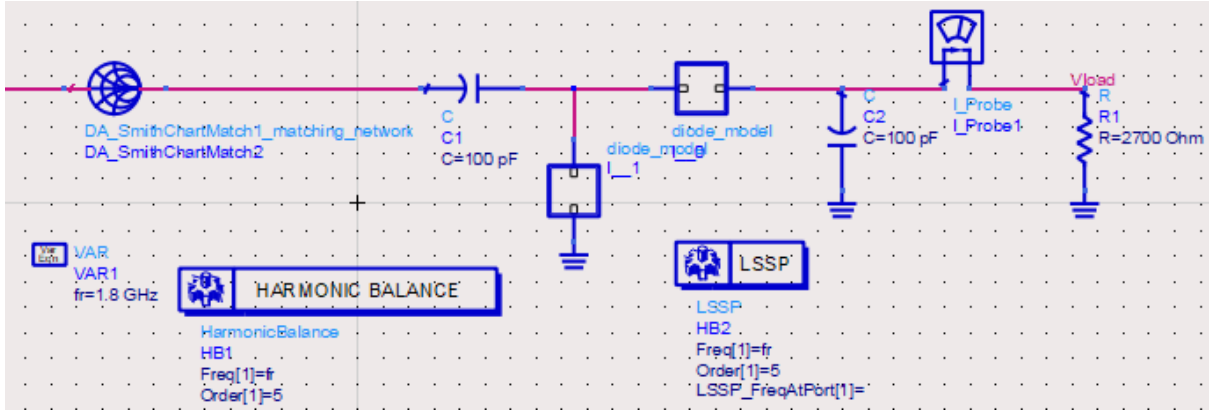 DA_SmithChartMatch1_matching_network
DA_SmithChartMatch2
C
C1
C=100 pF
diode_model
I__1
diode_model
C
C2
C=100 pF
I_Probe
I_Probe1
Vload
R
R1
R=2700 Ohm
Var
Eqn
VAR
VAR1
fr=1.8 GHz
HARMONIC BALANCE
HarmonicBalance
HB1
Freq[1]=fr
Order[1]=5
LSSP
LSSP
HB2
Freq[1]=fr
Order[1]=5
LSSP_FreqAtPort[1]=